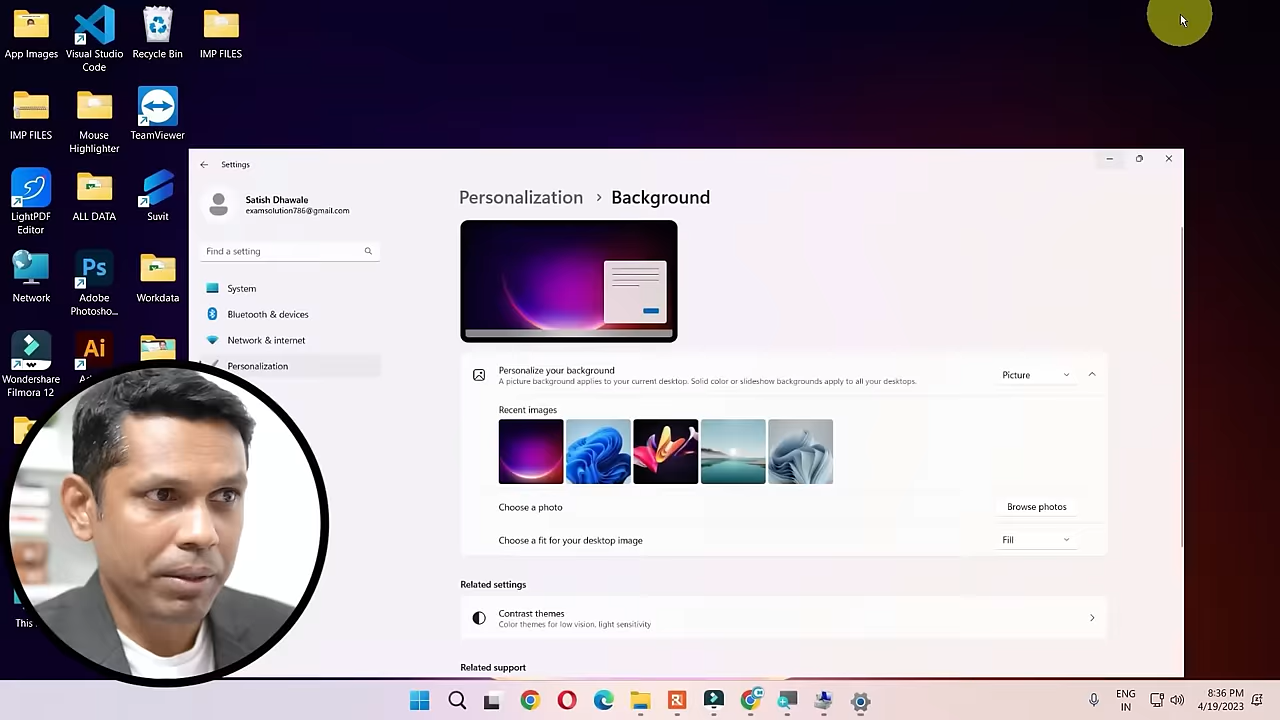 App Images
Visual Studio
Code
Recycle Bin
IMP FILES
IMP FILES
Mouse
Highlighter
TeamViewer
LightPDF
Editor
ALL DATA
Suvit
Network
Ps
Adobe
Photosho...
Workdata
Wondershare
Filmora 12
Ai
This
Settings
Satish Dhawale
examsolution786@gmail.com
Find a setting
System
Bluetooth & devices
Network & internet
Personalization
Personalization › Background
Personalize your background
A picture background applies to your current desktop. Solid color or slideshow backgrounds apply to all your desktops.
Picture
Recent images
Choose a photo
Browse photos
Choose a fit for your desktop image
Fill
Related settings
Contrast themes
Color themes for low vision, light sensitivity
Related support
ENG
IN
8:36 PM
4/19/2023